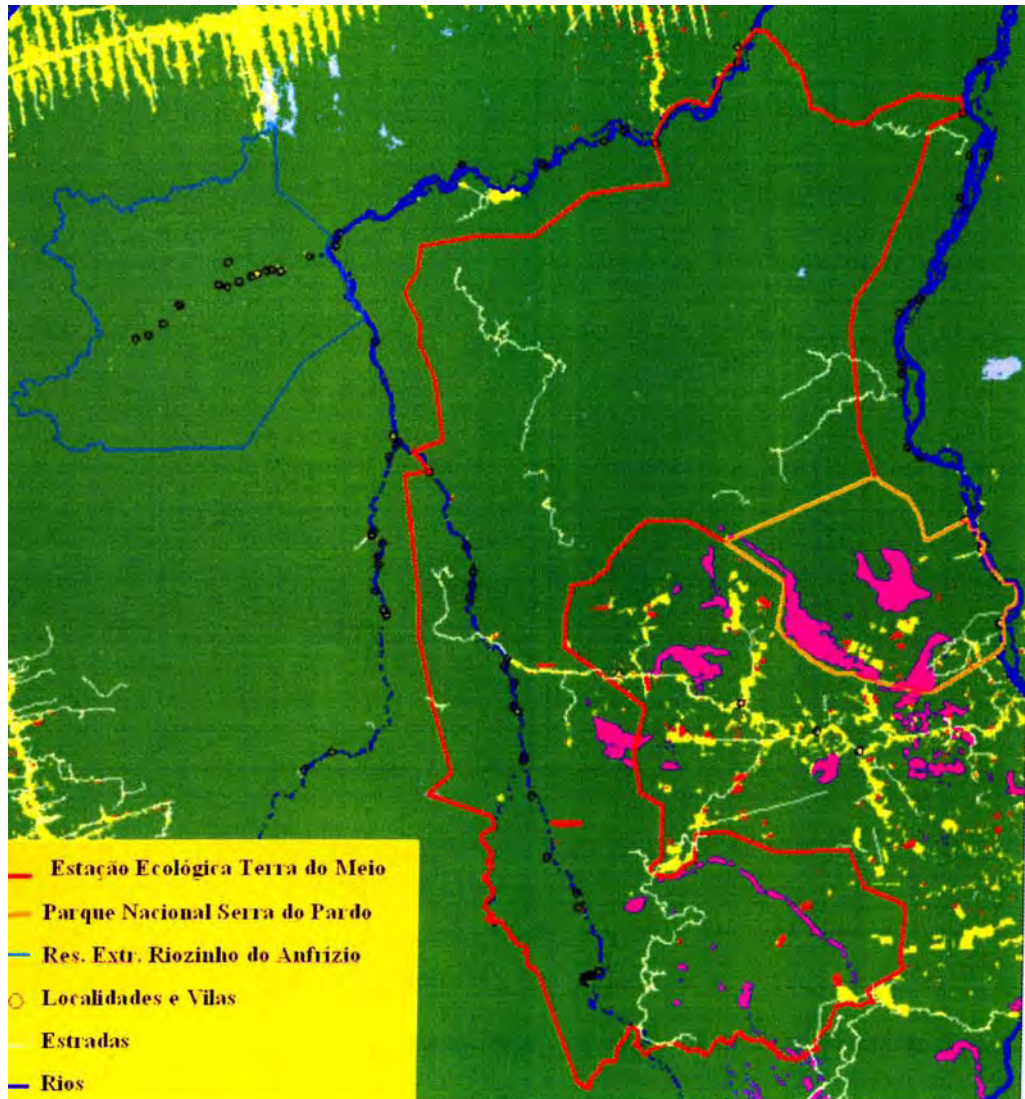 Estação Ecológica Terra do Meio
Parque Nacional Serra do Pardo
Res. Extr. Riozinho do Anfrízio
Localidades e Vilas
Estradas
Rios